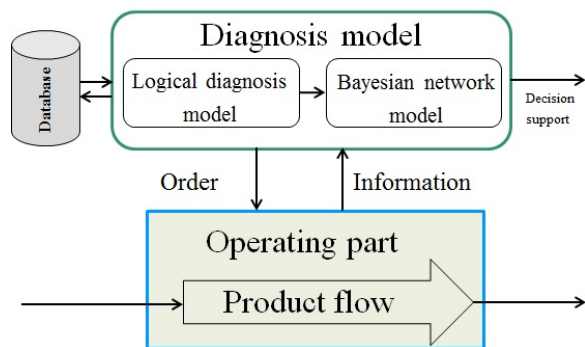 Diagnosis model
Database
Logical diagnosis
model
Bayesian network
model
Decision
support
Order
Information
Operating part
Product flow